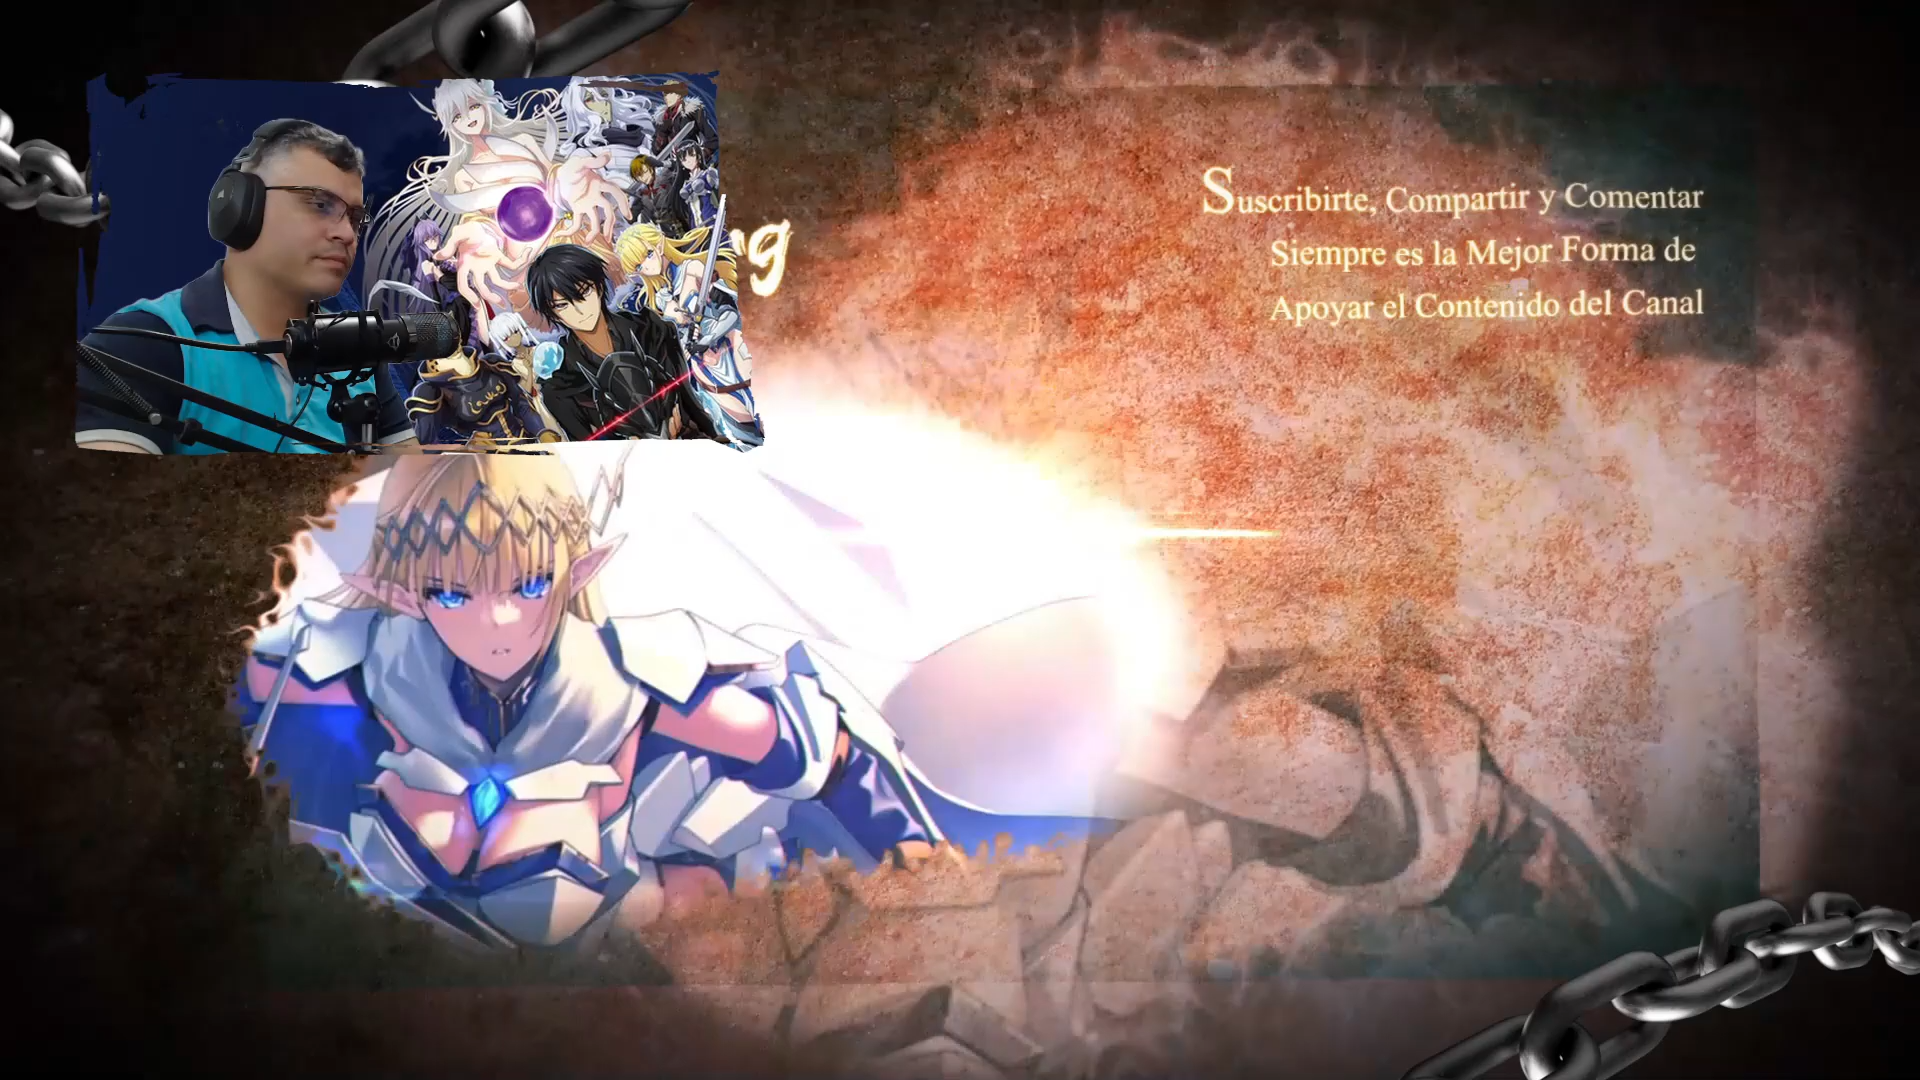 Suscribirte, Compartir y Comentar
Siempre es la Mejor Forma de
Apoyar el Contenido del Canal